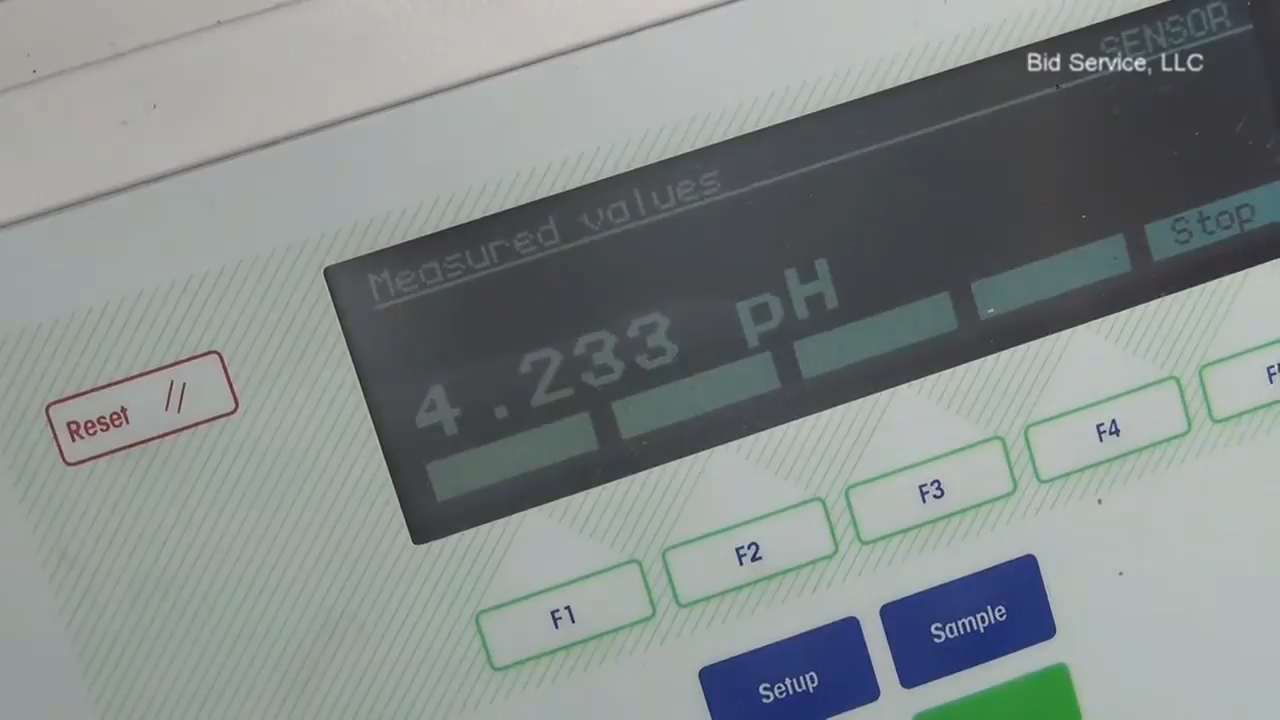 SENSOR
Bid Service, LLC
Measured values
4.233 pH
Stop
Reset //
F1
F2
F3
F4
Setup
Sample